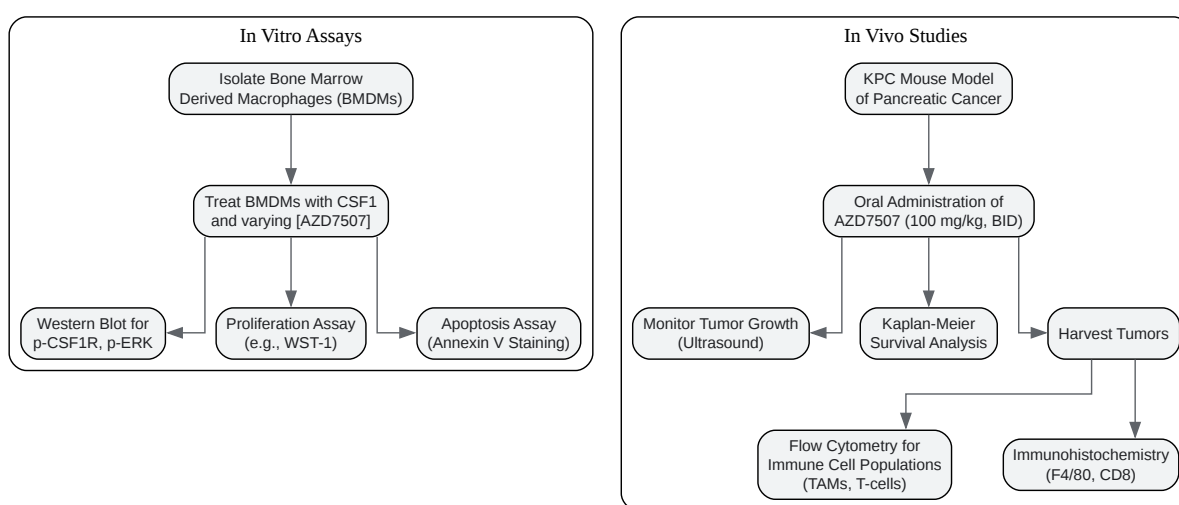 In Vitro Assays
Isolate Bone Marrow
Derived Macrophages (BMDMs)
Treat BMDMs with CSF1
and varying [AZD7507]
Western Blot for
p-CSF1R, p-ERK
Proliferation Assay
(e.g., WST-1)
Apoptosis Assay
(Annexin V Staining)
In Vivo Studies
KPC Mouse Model
of Pancreatic Cancer
Oral Administration of
AZD7507 (100 mg/kg, BID)
Monitor Tumor Growth
(Ultrasound)
Kaplan-Meier
Survival Analysis
Harvest Tumors
Flow Cytometry for
Immune Cell Populations
(TAMs, T-cells)
Immunohistochemistry
(F4/80, CD8)